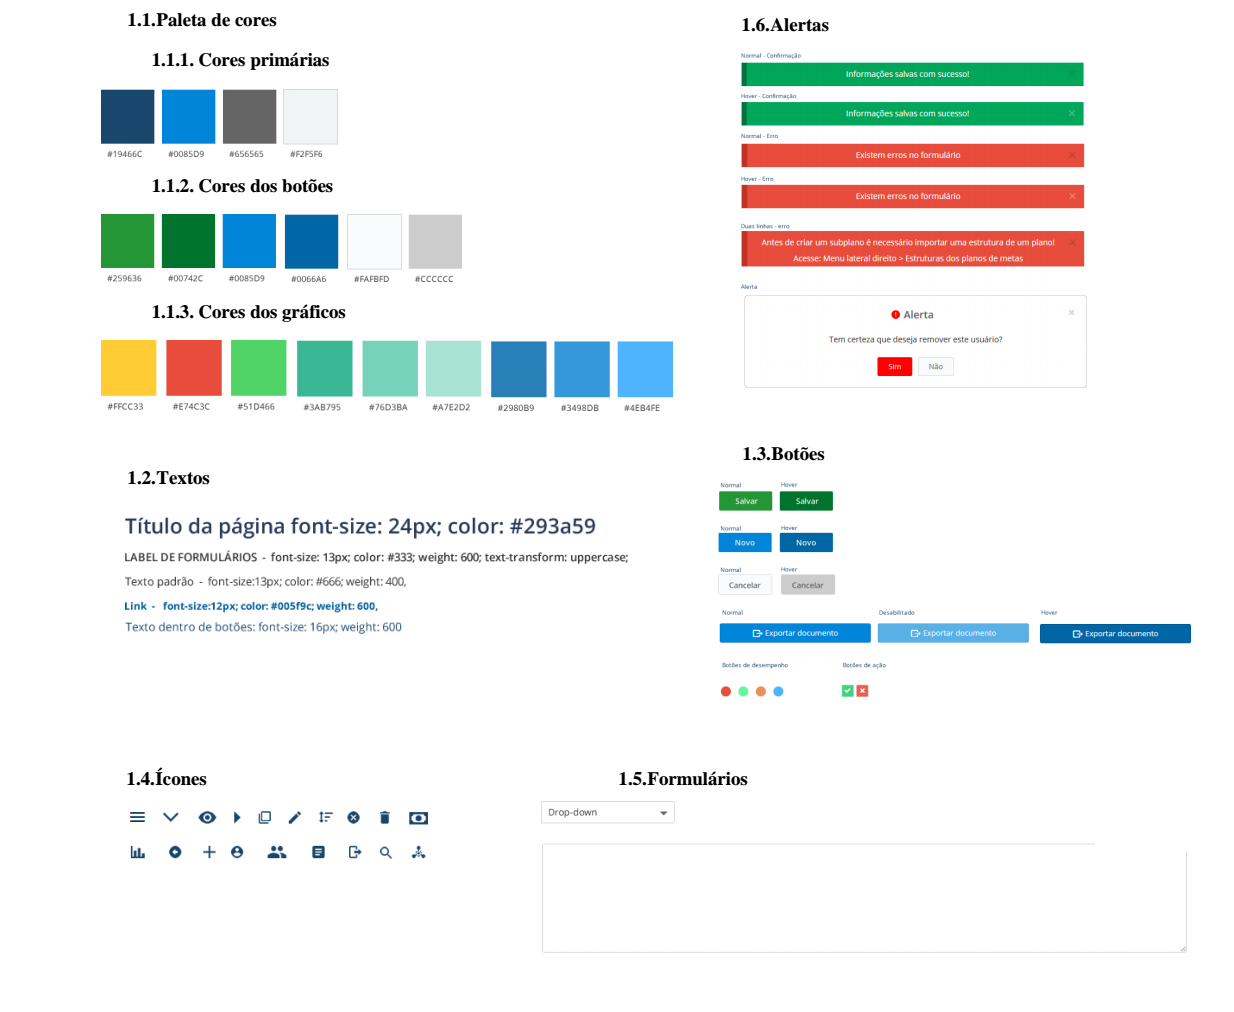 1.1.Paleta de cores
1.1.1. Cores primárias
#19466C #0085D9 #656565 #F2F5F6
1.1.2. Cores dos botões
#259636 #00742C #0085D9 #0066A6 #FAFBFD #CCCCCC
1.1.3. Cores dos gráficos
#FFCC33 #E74C3C #51D466 #3AB795 #76D3BA #A7E2D2 #2980B9 #3498DB #4EB4FE
1.2.Textos
Título da página font-size: 24px; color: #293a59
LABEL DE FORMULÁRIOS - font-size: 13px; color: #333; weight: 600; text-transform: uppercase;
Texto padrão - font-size:13px; color: #666; weight: 400,
Link - font-size:12px; color: #005f9c; weight: 600,
Texto dentro de botões: font-size: 16px; weight: 600
1.6.Alertas
Normal - Confirmação
Informações salvas com sucesso!
Hover - Confirmação
Informações salvas com sucesso!
Normal - Erro
Existem erros no formulário
Hover - Erro
Existem erros no formulário
Duas linhas - erro
Antes de criar um subplano é necessário importar uma estrutura de um plano!
Acesse: Menu lateral direito > Estruturas dos planos de metas
Alerta
Alerta
Tem certeza que deseja remover este usuário?
Sim Não
1.3.Botões
Normal Hover
Salvar Salvar
Normal Hover
Novo Novo
Normal Hover
Cancelar Cancelar
Normal Desabilitado Hover
Exportar documento Exportar documento Exportar documento
Botões de desempenho Botões de ação
1.4.Ícones
1.5.Formulários
Drop-down